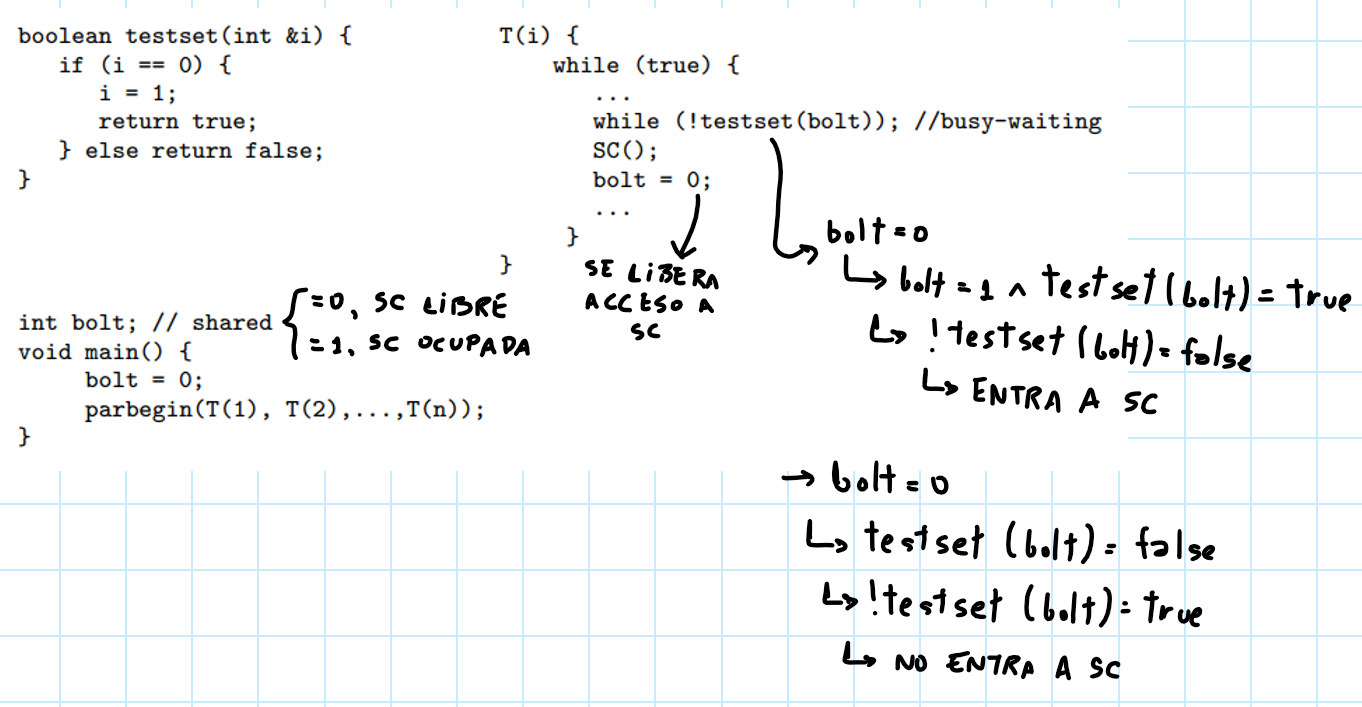 boolean testset(int &i) {
if (i == 0) {
i = 1;
return true;
} else return false;
}
T(i) {
while (true) {
...
while (!testset(bolt)); //busy-waiting
SC();
bolt = 0;
...
}
}
SE LIBERA
ACCESO A
SC
int bolt; // shared
=0, SC LIBRE
=1, SC OCUPADA
void main() {
bolt = 0;
parbegin(T(1), T(2),...,T(n));
}
bolt = 0
↳ bolt = 1 ∧ testset(bolt) = true
↳ !testset(bolt) = false
↳ ENTRA A SC
→ bolt = 0
↳ testset (bolt) = false
↳ !testset (bolt) = true
↳ NO ENTRA A SC